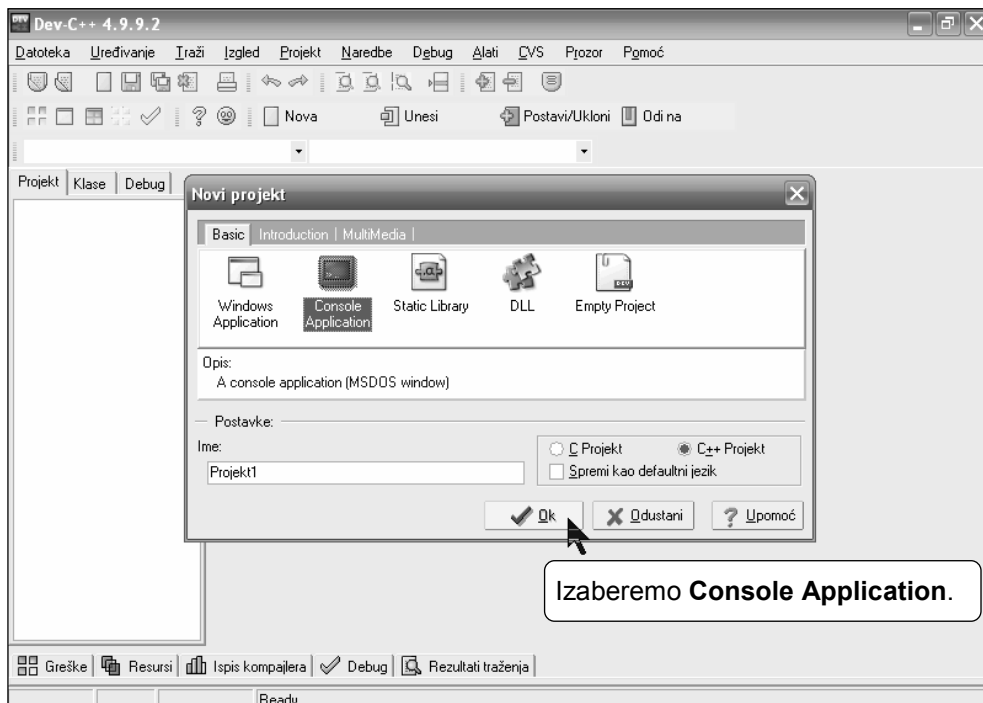 Dev-C++ 4.9.9.2
Datoteka Uređivanje Traži Izgled Projekt Naredbe Debug Alati CVS Prozor Pomoć
Nova Unesi Postavi/Ukloni Odi na
Projekt Klase Debug
Novi projekt
Basic Introduction MultiMedia
Windows Application
Console Application
Static Library
DLL
Empty Project
Opis:
A console application (MSDOS window)
Postavke:
Ime:
Projekt1
C Projekt C++ Projekt
Spremi kao defaultni jezik
Ok Odustani Upomoć
Izaberemo Console Application.
Greške Resursi Ispis kompajlera Debug Rezultati traženja
Ready